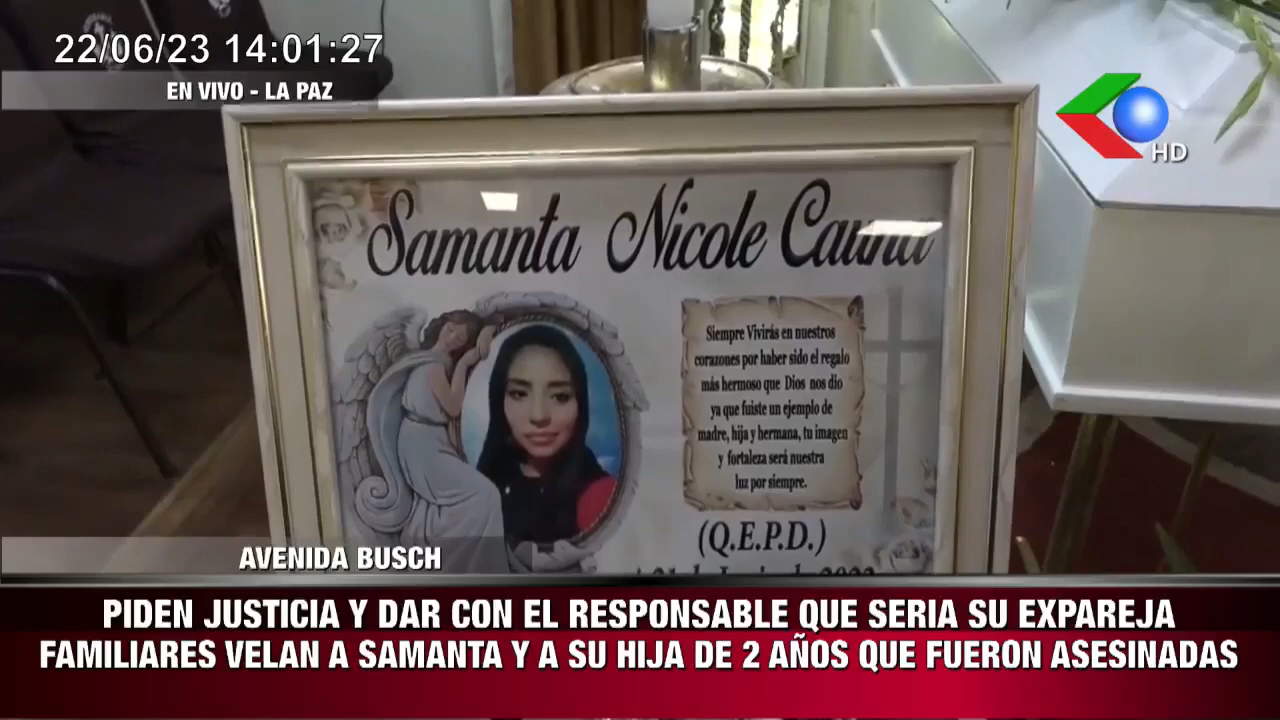 22/06/23 14:01:27
EN VIVO - LA PAZ
HD
Samanta Nicole
Siempre Vivirás en nuestros
corazones por haber sido el regalo
más hermoso que Dios nos dio
ya que fuiste un ejemplo de
madre, hija y hermana, tu imagen
y fortaleza será nuestra
luz por siempre.
(Q.E.P.D.)
AVENIDA BUSCH
PIDEN JUSTICIA Y DAR CON EL RESPONSABLE QUE SERIA SU EXPAREJA
FAMILIARES VELAN A SAMANTA Y A SU HIJA DE 2 AÑOS QUE FUERON ASESINADAS